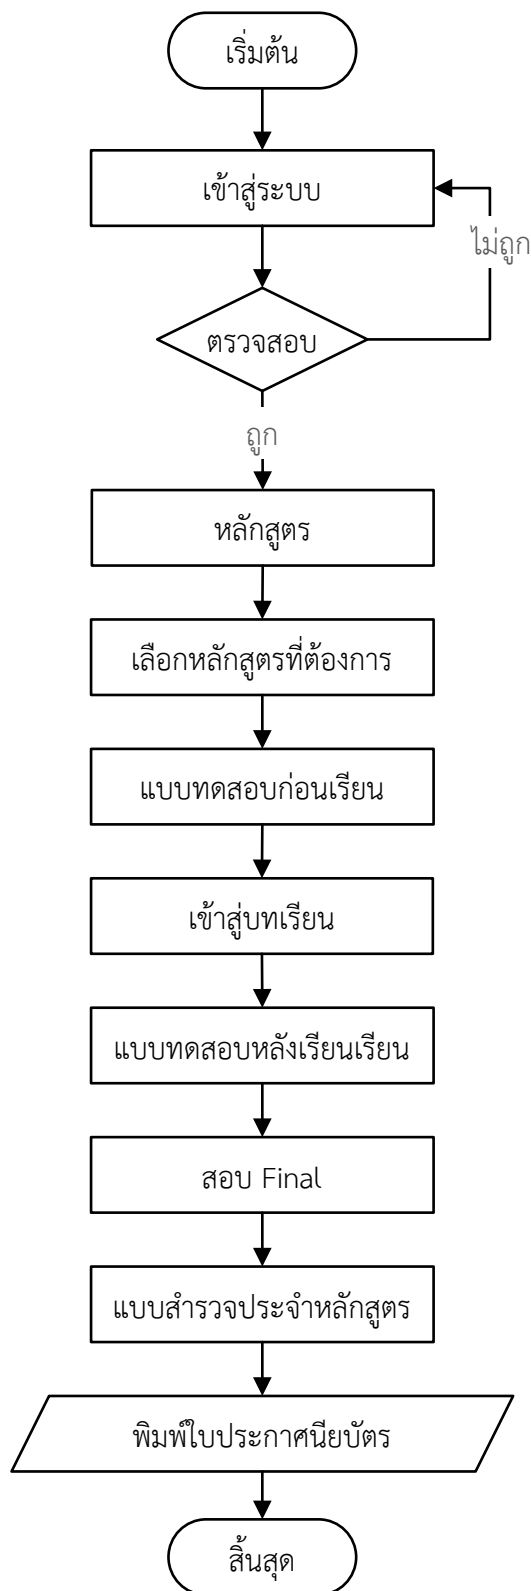 เริ่มต้น
เข้าสู่ระบบ
ไม่ถูก
ตรวจสอบ
ถูก
หลักสูตร
เลือกหลักสูตรที่ต้องการ
แบบทดสอบก่อนเรียน
เข้าสู่บทเรียน
แบบทดสอบหลังเรียนเรียน
สอบ Final
แบบสำรวจประจำหลักสูตร
พิมพ์ใบประกาศนียบัตร
สิ้นสุด